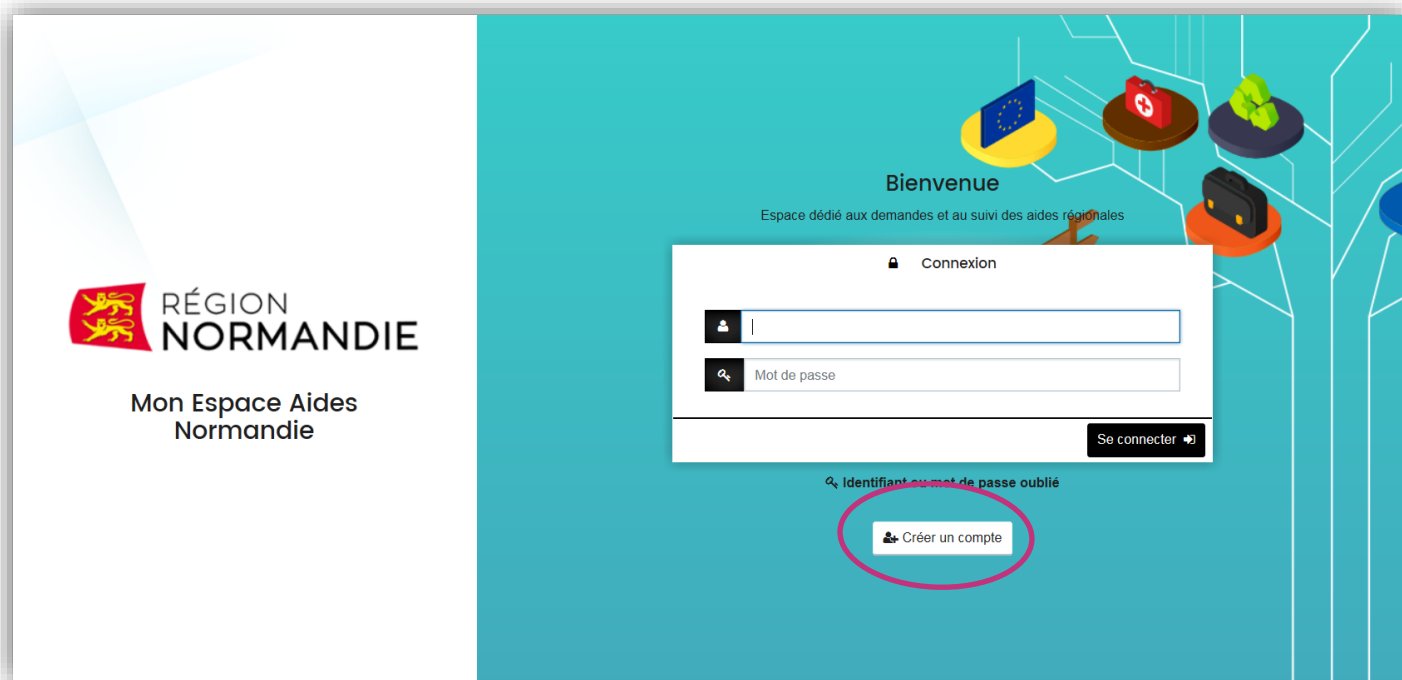 RÉGION
NORMANDIE
Mon Espace Aides
Normandie
Bienvenue
Espace dédié aux demandes et au suivi des aides régionales
Connexion
Mot de passe
Se connecter
Identifiant ou mot de passe oublié
Créer un compte